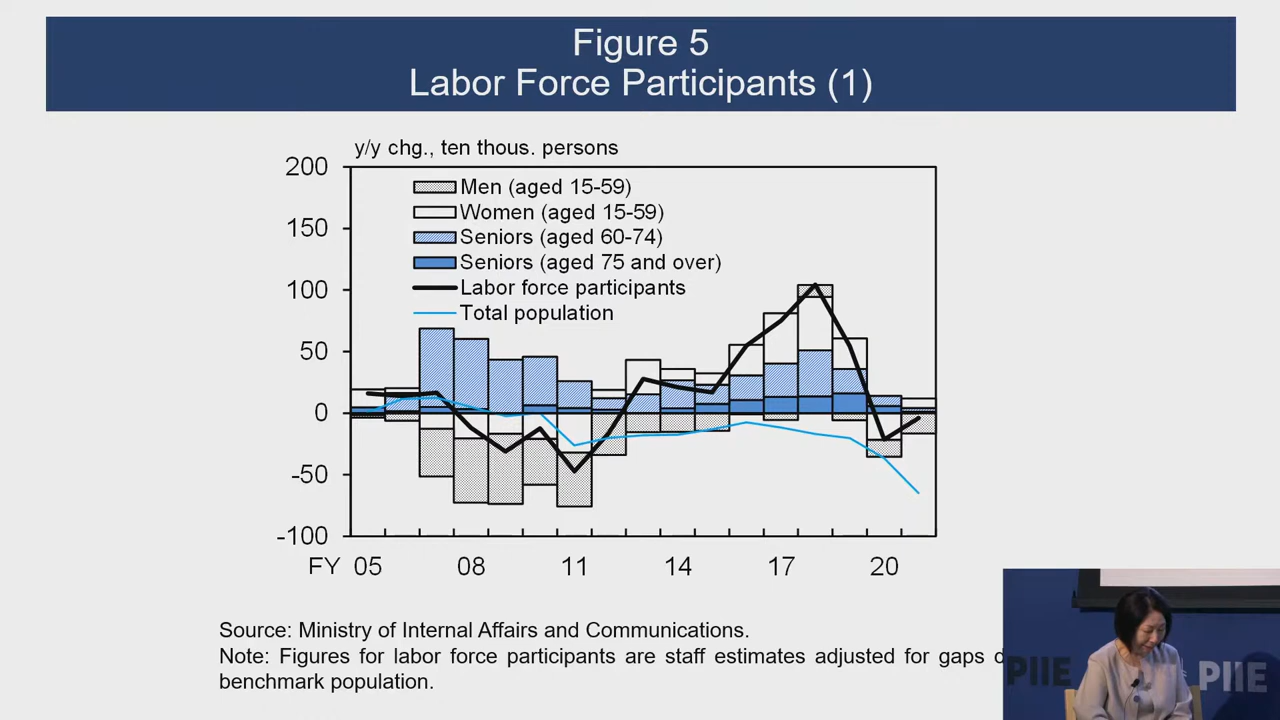 Figure 5
Labor Force Participants (1)
y/y chg., ten thous. persons
200
150
100
50
0
-50
-100
Men (aged 15-59)
Women (aged 15-59)
Seniors (aged 60-74)
Seniors (aged 75 and over)
Labor force participants
Total population
FY 05 08 11 14 17 20
Source: Ministry of Internal Affairs and Communications.
Note: Figures for labor force participants are staff estimates adjusted for gaps
benchmark population.
PIIE
PIIE